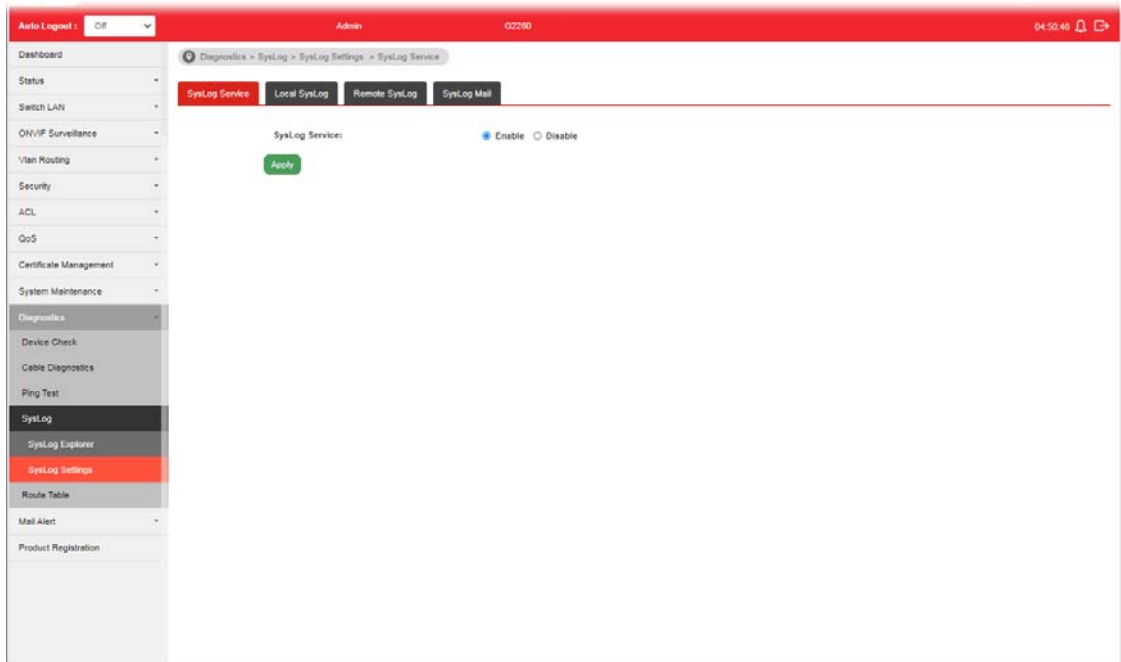 Auto Logout : Off Admin G2280 04:50:48
Dashboard
Diagnostics > SysLog > SysLog Settings > SysLog Service
Status
SysLog Service Local SysLog Remote SysLog SysLog Mail
Switch LAN
ONVIF Surveillance
SysLog Service: Enable Disable
Vlan Routing
Apply
Security
ACL
QoS
Certificate Management
System Maintenance
Diagnostics
Device Check
Cable Diagnostics
Ping Test
SysLog
SysLog Explorer
SysLog Settings
Route Table
Mail Alert
Product Registration